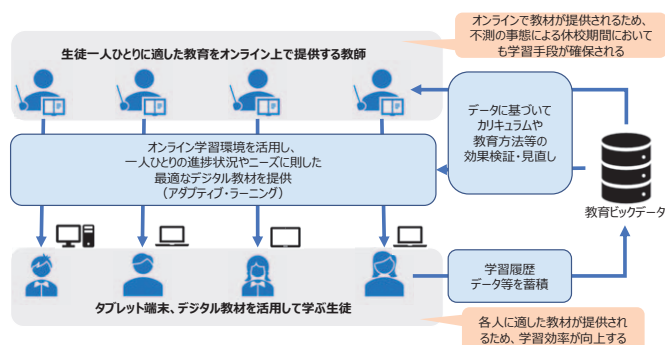 オンラインで教材が提供されるため、
不測の事態による休校期間において
も学習手段が確保される
生徒一人ひとりに適した教育をオンライン上で提供する教師
データに基づいて
カリキュラムや
教育方法等の
効果検証・見直し
オンライン学習環境を活用し、
一人ひとりの進捗状況やニーズに則した
最適なデジタル教材を提供
（アダプティブ・ラーニング）
教育ビックデータ
学習履歴
データ等を蓄積
タブレット端末、デジタル教材を活用して学ぶ生徒
各人に適した教材が提供され
るため、学習効率が向上する